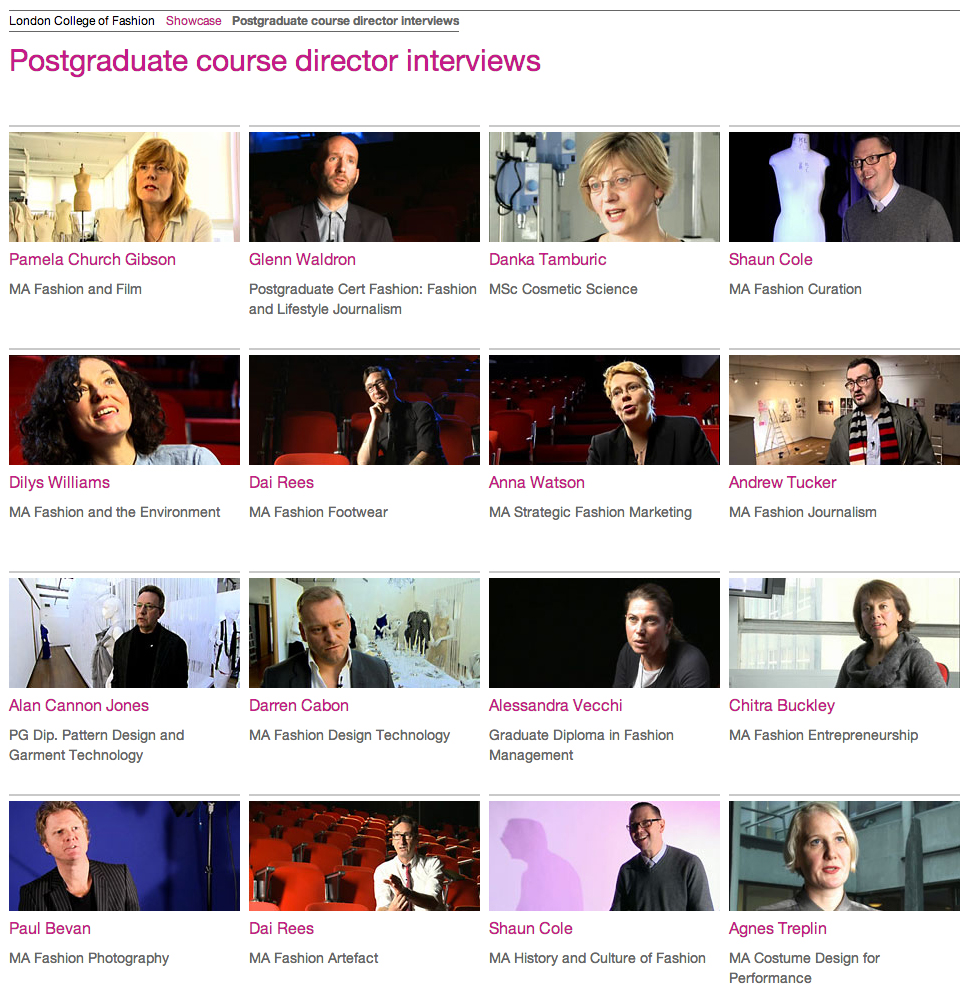 London College of Fashion Showcase Postgraduate course director interviews
Postgraduate course director interviews
Pamela Church Gibson
MA Fashion and Film
Glenn Waldron
Postgraduate Cert Fashion: Fashion
and Lifestyle Journalism
Danka Tamburic
MSc Cosmetic Science
Shaun Cole
MA Fashion Curation
Dilys Williams
MA Fashion and the Environment
Dai Rees
MA Fashion Footwear
Anna Watson
MA Strategic Fashion Marketing
Andrew Tucker
MA Fashion Journalism
Alan Cannon Jones
PG Dip. Pattern Design and
Garment Technology
Darren Cabon
MA Fashion Design Technology
Alessandra Vecchi
Graduate Diploma in Fashion
Management
Chitra Buckley
MA Fashion Entrepreneurship
Paul Bevan
MA Fashion Photography
Dai Rees
MA Fashion Artefact
Shaun Cole
MA History and Culture of Fashion
Agnes Treplin
MA Costume Design for
Performance